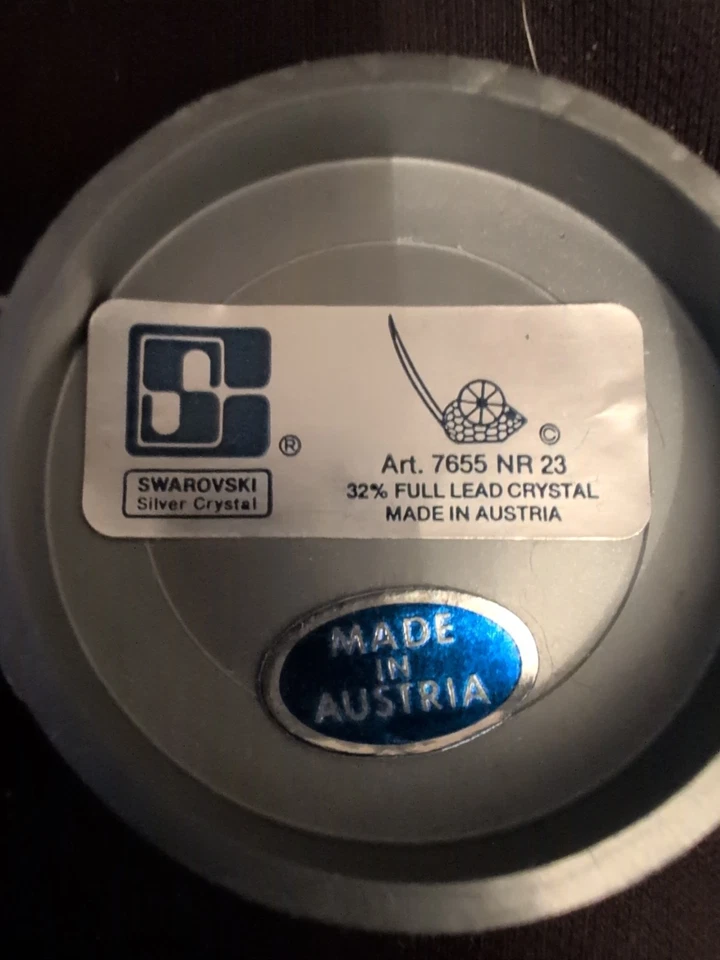 ®
SWAROVSKI
Silver Crystal
©
Art. 7655 NR 23
32% FULL LEAD CRYSTAL
MADE IN AUSTRIA
MADE
IN
AUSTRIA